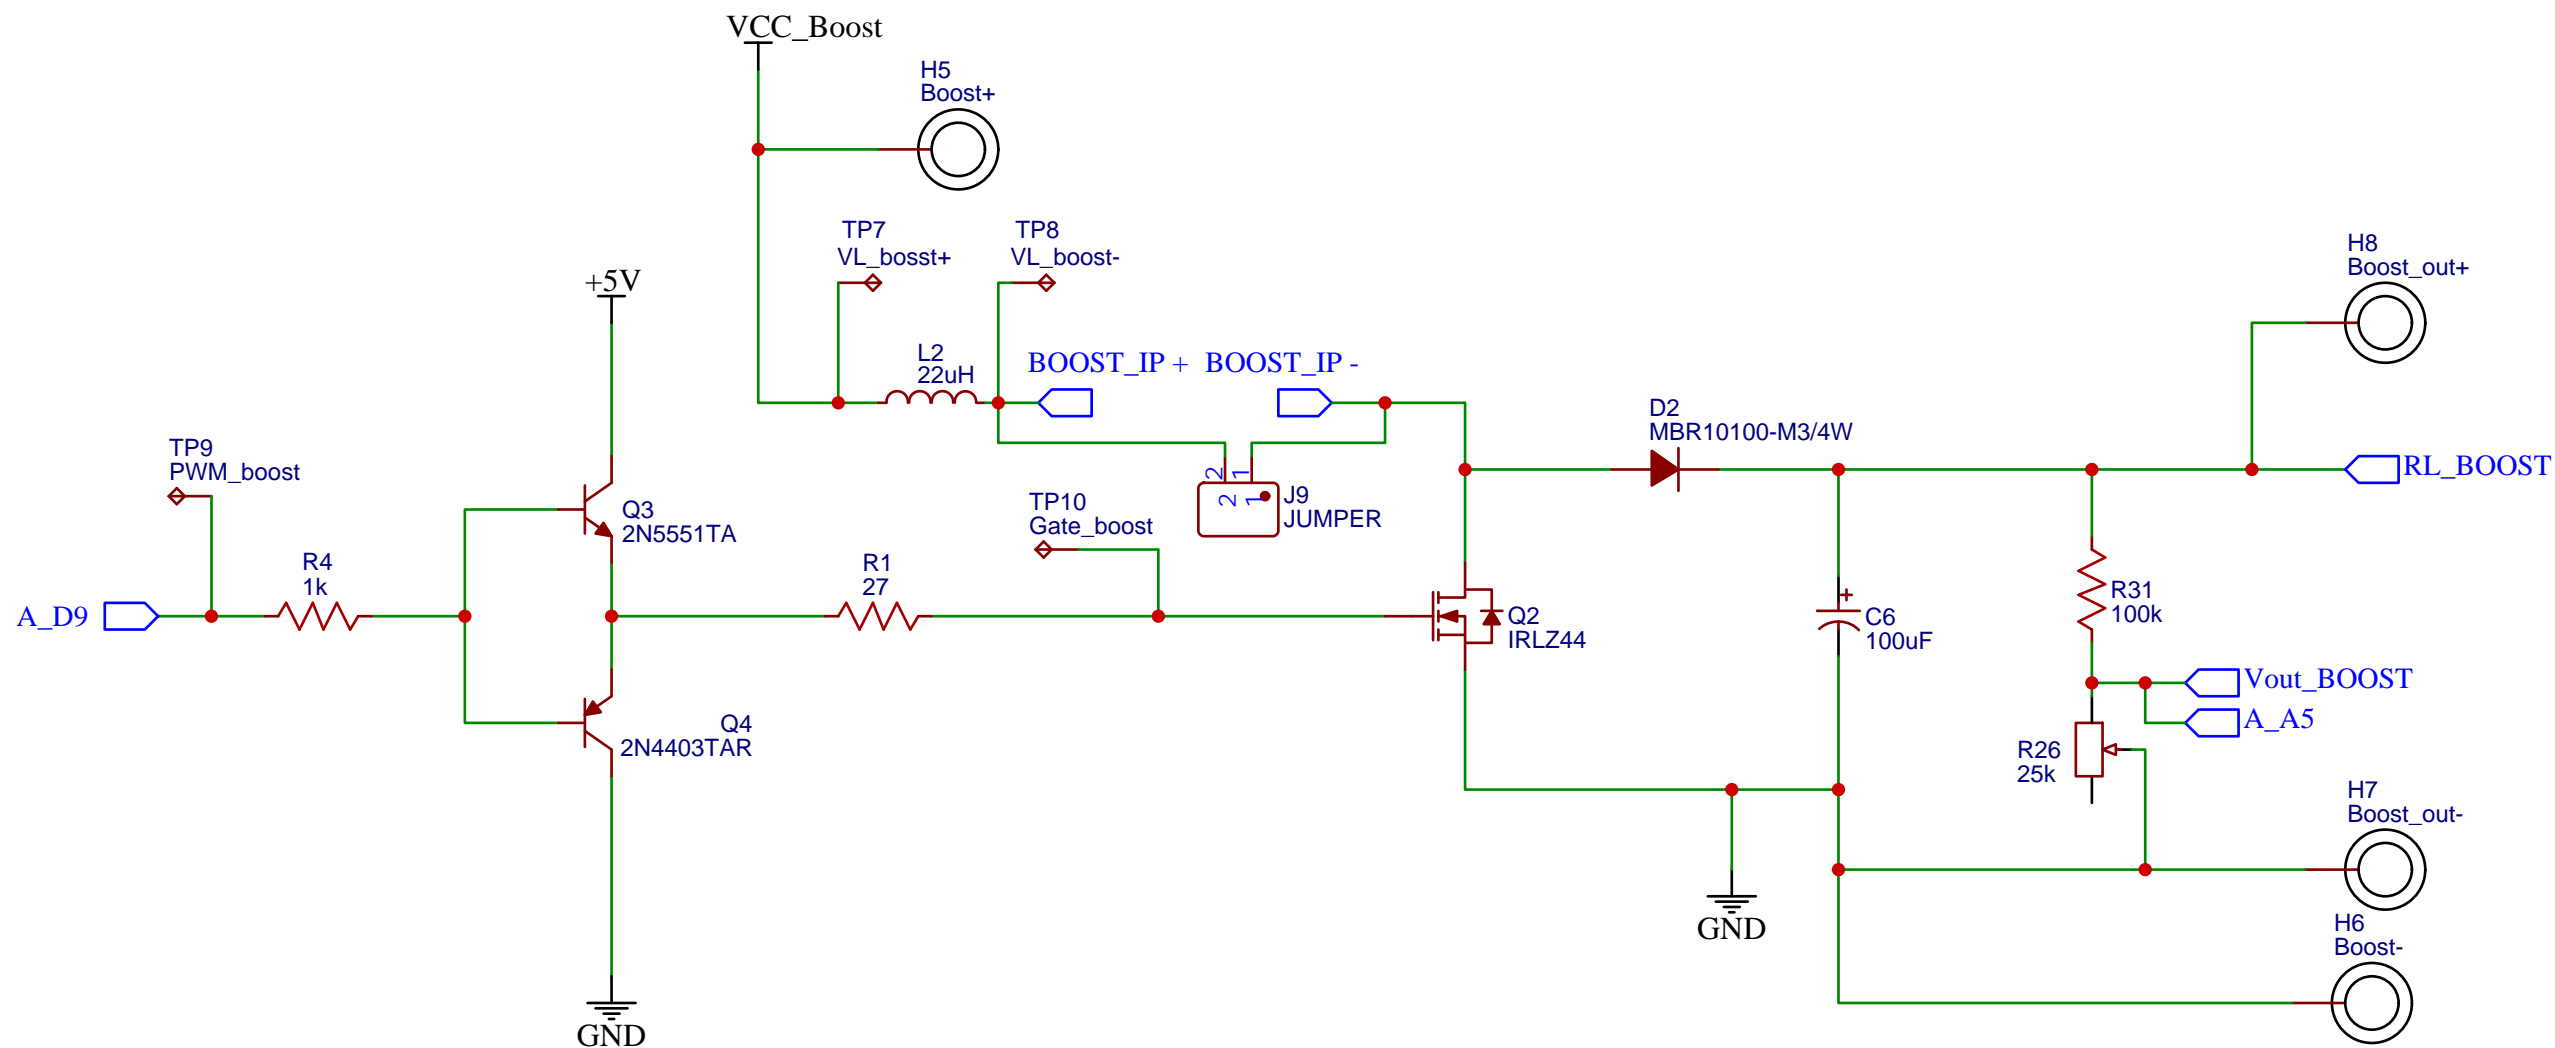 VCC_Boost
H5
Boost+
TP7
VL_bosst+
TP8
VL_boost-
H8
Boost_out+
+5V
L2
22uH
BOOST_IP +
BOOST_IP -
D2
MBR10100-M3/4W
RL_BOOST
TP9
PWM_boost
2
1
2
1
J9
JUMPER
TP10
Gate_boost
Q3
2N5551TA
R4
1k
R1
27
A_D9
Q2
IRLZ44
+
C6
100uF
R31
100k
Vout_BOOST
A_A5
Q4
2N4403TAR
R26
25k
H7
Boost_out-
GND
H6
Boost-
GND